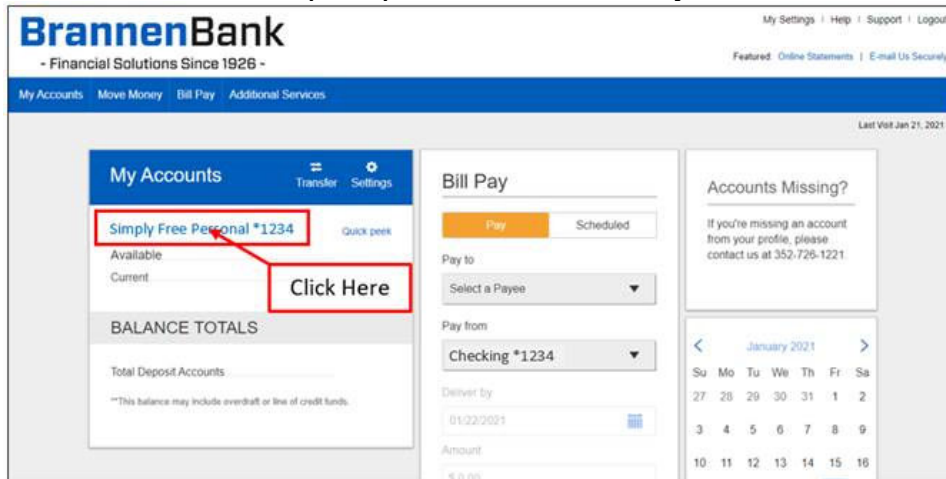 BrannenBank
- Financial Solutions Since 1926 -
My Settings | Help | Support | Logout
Featured: Online Statements | E-mail Us Securely
My Accounts Move Money Bill Pay Additional Services
Last Visit Jan 21, 2021
My Accounts
Transfer Settings
Simply Free Personal *1234
Quick peek
Available
Current
Click Here
BALANCE TOTALS
Total Deposit Accounts
**This balance may include overdraft or line of credit funds.
Bill Pay
Pay Scheduled
Pay to
Select a Payee
Pay from
Checking *1234
Deliver by
01/22/2021
Amount
$ 0.00
Accounts Missing?
If you're missing an account
from your profile, please
contact us at 352-726-1221.
January 2021
Su Mo Tu We Th Fr Sa
27 28 29 30 31 1 2
3 4 5 6 7 8 9
10 11 12 13 14 15 16